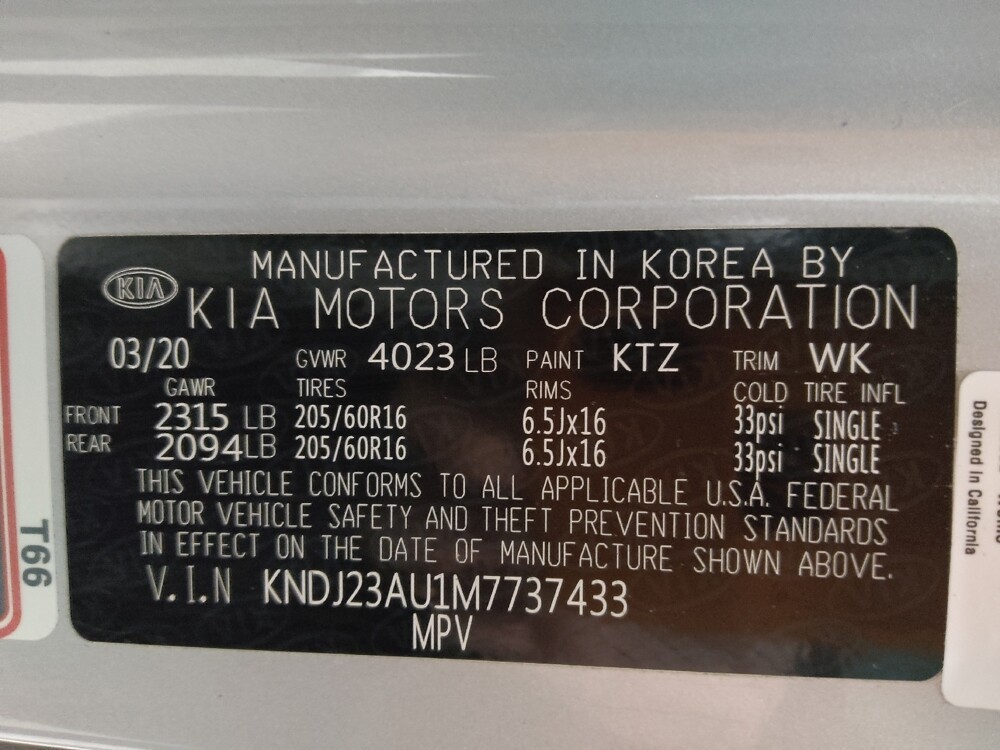 MANUFACTURED IN KOREA BY
KIA KIA MOTORS CORPORATION
03/20 GVWR 4023 LB PAINT KTZ TRIM WK
GAWR TIRES RIMS COLD TIRE INFL
FRONT 2315 LB 205/60R16 6.5Jx16 33psi SINGLE
REAR 2094LB 205/60R16 6.5Jx16 33psi SINGLE
THIS VEHICLE CONFORMS TO ALL APPLICABLE U.S.A. FEDERAL
MOTOR VEHICLE SAFETY AND THEFT PREVENTION STANDARDS
IN EFFECT ON THE DATE OF MANUFACTURE SHOWN ABOVE.
V.I.N KNDJ23AU1M7737433
MPV
T66
Designed in California